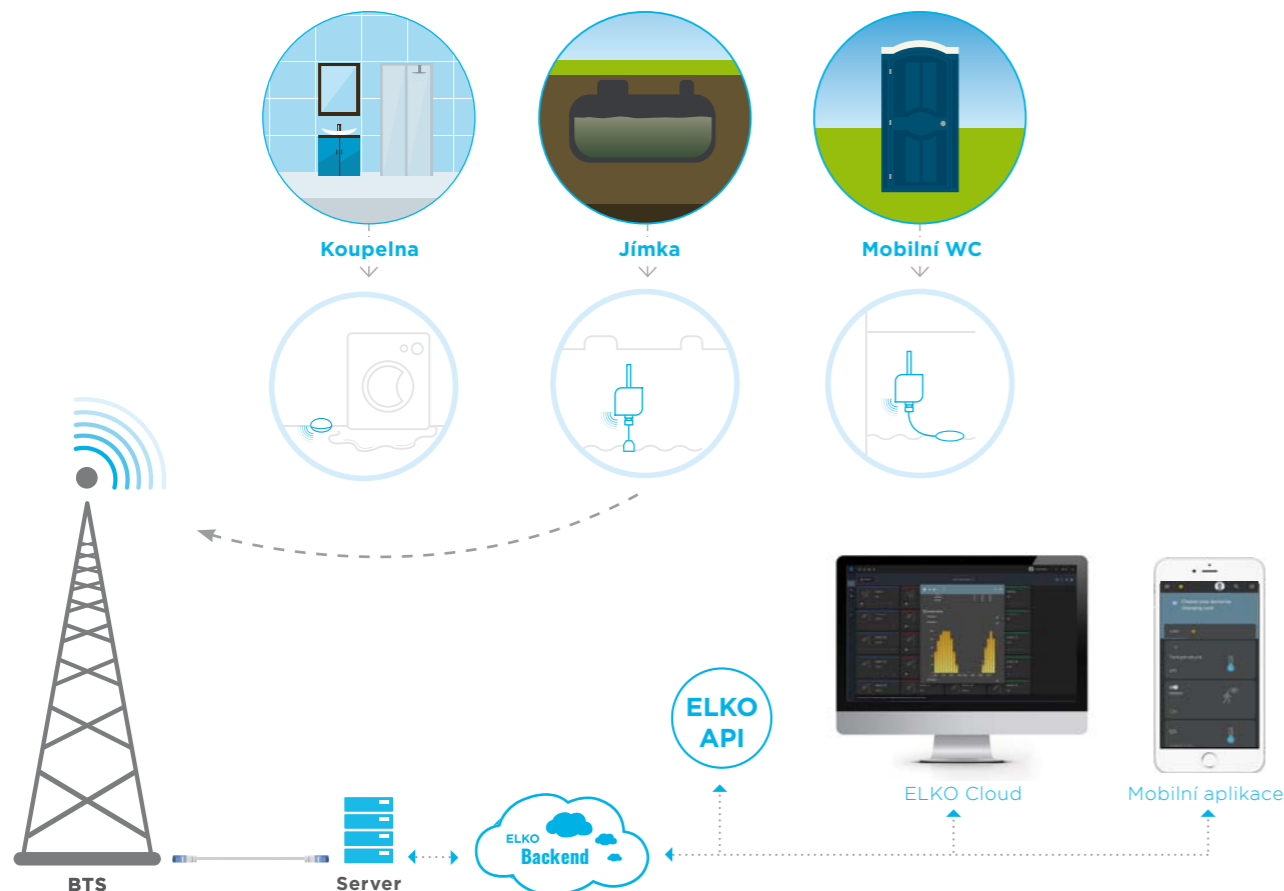 Koupelna
Jímka
Mobilní WC
ELKO
API
ELKO Cloud
Mobilní aplikace
ELKO
Backend
BTS
Server